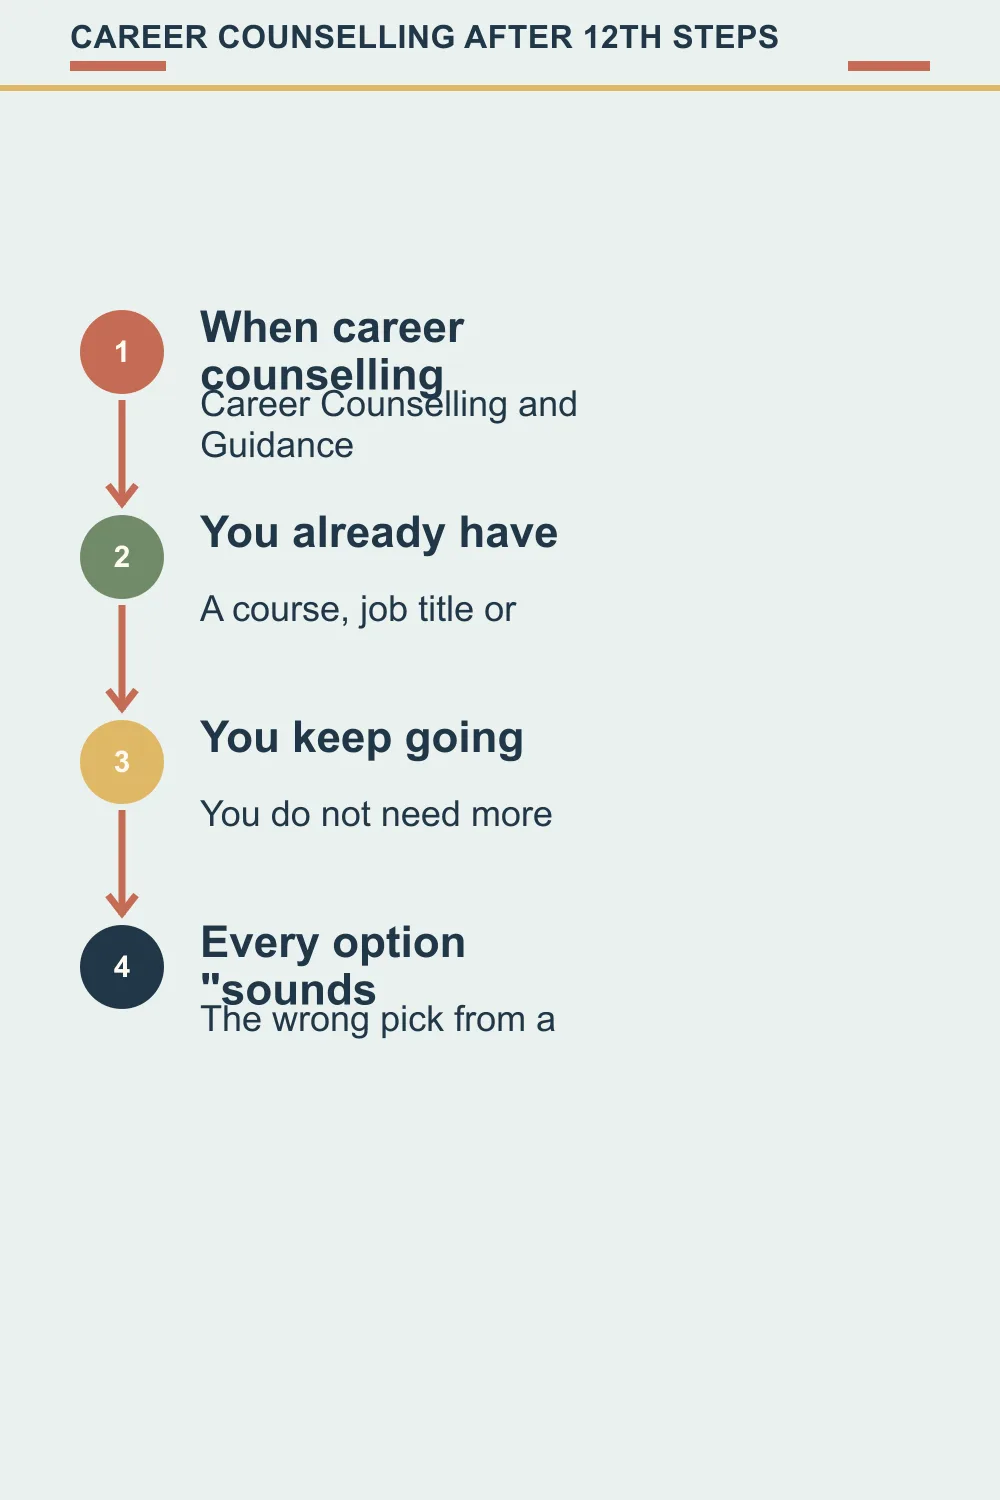 CAREER COUNSELLING AFTER 12TH STEPS
1
When career
counselling
Career Counselling and
Guidance
2
You already have
A course, job title or
3
You keep going
You do not need more
4
Every option
"sounds
The wrong pick from a